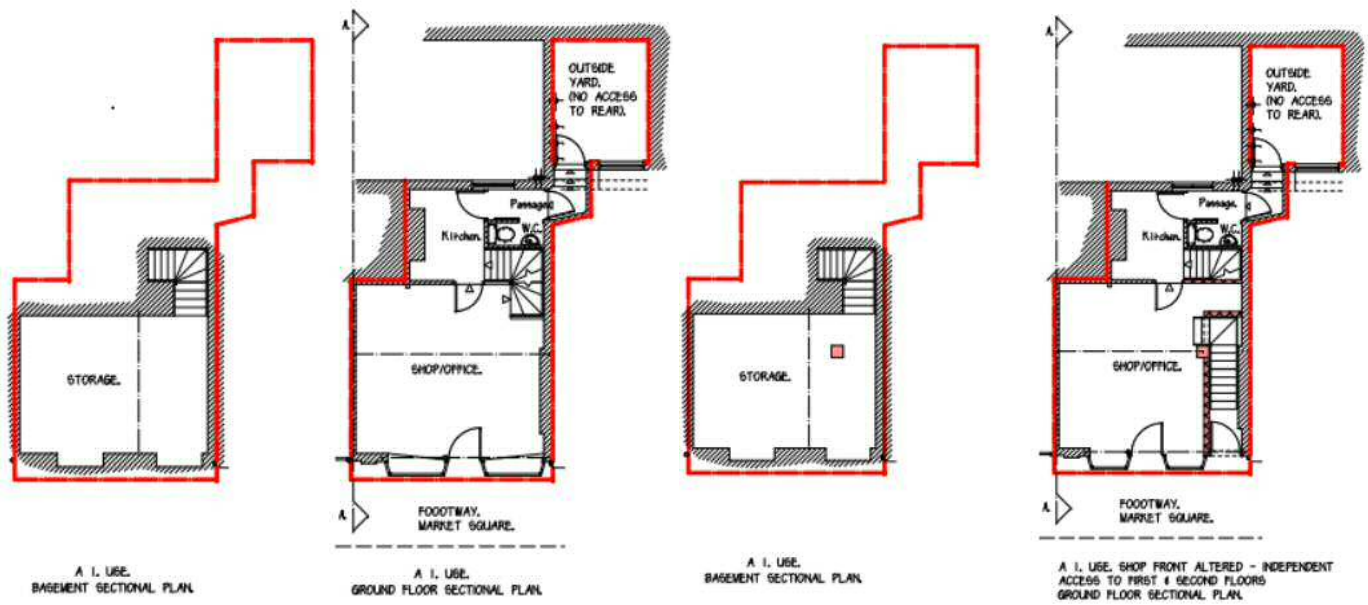 STORAGE.
A 1. USE.
BASEMENT SECTIONAL PLAN.
A.
OUTSIDE
YARD.
(NO ACCESS
TO REAR).
Passage.
Kitchen.
W.C.
SHOP/OFFICE.
A.
FOOOTWAY.
MARKET SQUARE.
A 1. USE.
GROUND FLOOR SECTIONAL PLAN.
STORAGE.
A 1. USE.
BASEMENT SECTIONAL PLAN.
A.
OUTSIDE
YARD.
(NO ACCESS
TO REAR).
Passage.
Kitchen.
W.C.
SHOP/OFFICE.
A.
FOOOTWAY.
MARKET SQUARE.
A 1. USE. SHOP FRONT ALTERED - INDEPENDENT
ACCESS TO FIRST & SECOND FLOORS
GROUND FLOOR SECTIONAL PLAN.